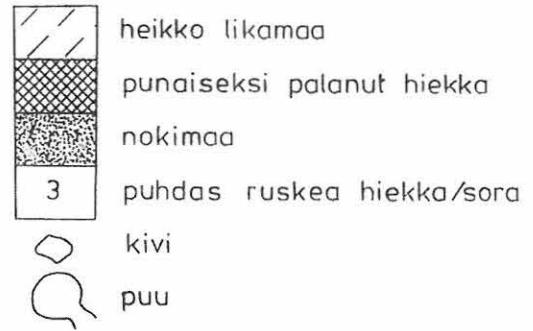 heikko likamaa
punaiseksi palanut hiekka
nokimaa
3 puhdas ruskea hiekka/sora
kivi
puu